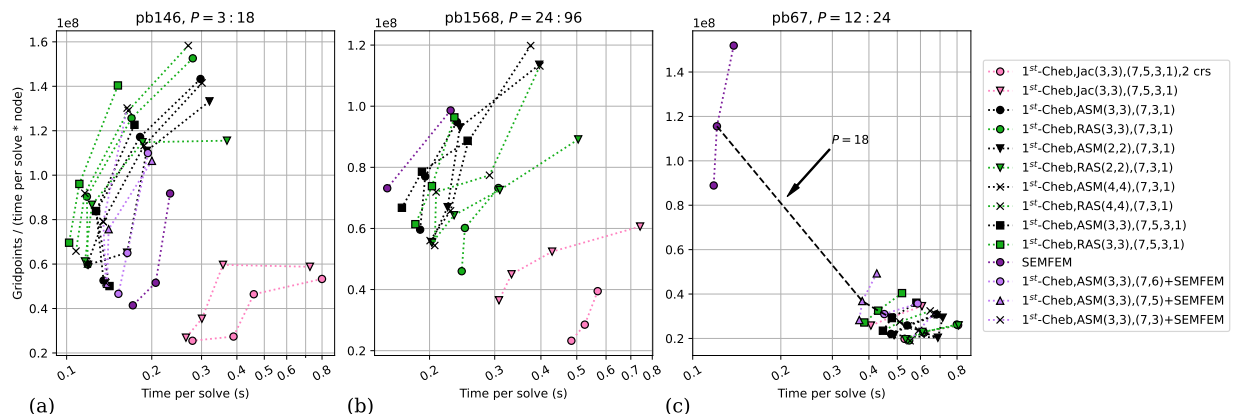 pb146, P = 3 : 18
1e8
Gridpoints / (time per solve * node)
1.6
1.4
1.2
1.0
0.8
0.6
0.4
0.2
0.1
0.2
0.3
0.4
0.5
0.6
0.8
Time per solve (s)
(a)
pb1568, P = 24 : 96
1e8
1.2
1.0
0.8
0.6
0.4
0.2
0.2
0.3
0.4
0.5
0.6
0.8
Time per solve (s)
(b)
pb67, P = 12 : 24
1e8
1.4
1.2
1.0
0.8
0.6
0.4
0.2
P = 18
0.1
0.2
0.3
0.4
0.5
0.6
0.8
Time per solve (s)
(c)
1st-Cheb,Jac(3,3),(7,5,3,1),2 crs
1st-Cheb,Jac(3,3),(7,5,3,1)
1st-Cheb,ASM(3,3),(7,3,1)
1st-Cheb,RAS(3,3),(7,3,1)
1st-Cheb,ASM(2,2),(7,3,1)
1st-Cheb,RAS(2,2),(7,3,1)
1st-Cheb,ASM(4,4),(7,3,1)
1st-Cheb,RAS(4,4),(7,3,1)
1st-Cheb,ASM(3,3),(7,5,3,1)
1st-Cheb,RAS(3,3),(7,5,3,1)
SEMFEM
1st-Cheb,ASM(3,3),(7,6)+SEMFEM
1st-Cheb,ASM(3,3),(7,5)+SEMFEM
1st-Cheb,ASM(3,3),(7,3)+SEMFEM